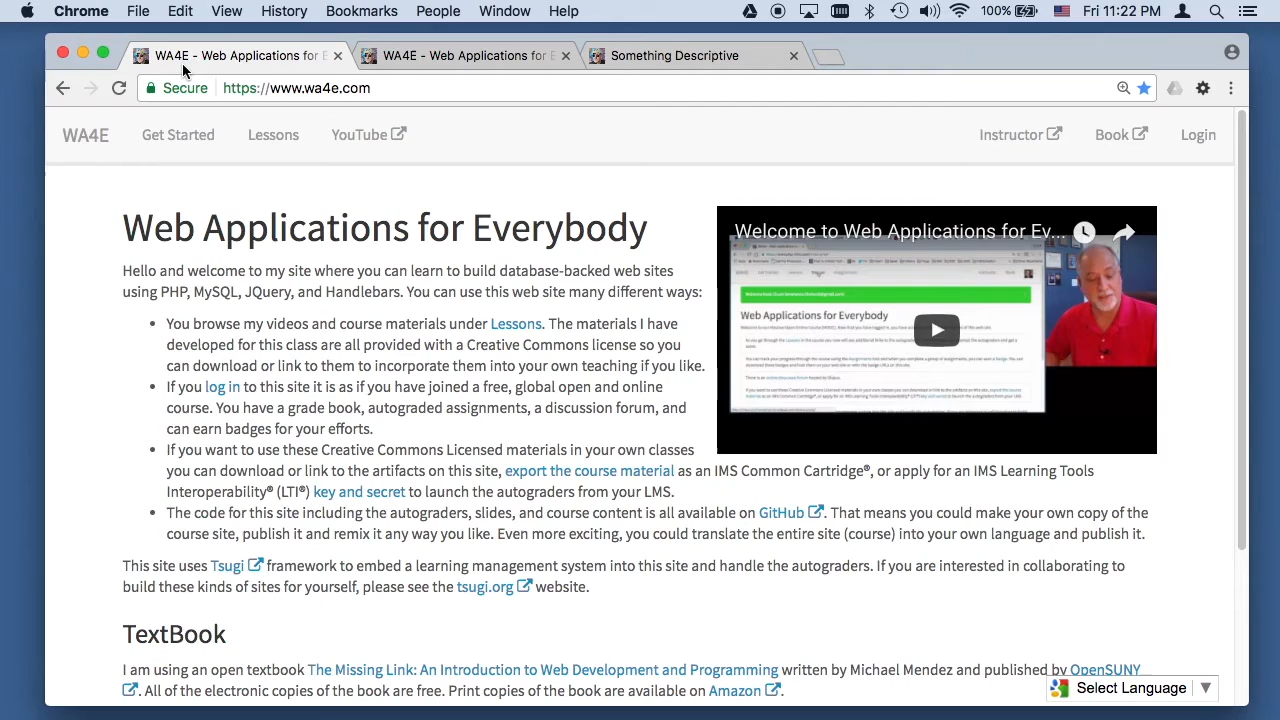 Chrome File Edit View History Bookmarks People Window Help 100% Fri 11:22 PM
WA4E - Web Applications for E WA4E - Web Applications for E Something Descriptive
Secure https://www.wa4e.com
WA4E Get Started Lessons YouTube Instructor Book Login
Web Applications for Everybody
Welcome to Web Applications for Ev...
Web Applications for Everybody
Hello and welcome to my site where you can learn to build database-backed web sites
using PHP, MySQL, JQuery, and Handlebars. You can use this web site many different ways:
You browse my videos and course materials under Lessons. The materials I have
developed for this class are all provided with a Creative Commons license so you
can download or link to them to incorporate them into your own teaching if you like.
If you log in to this site it is as if you have joined a free, global open and online
course. You have a grade book, autograded assignments, a discussion forum, and
can earn badges for your efforts.
If you want to use these Creative Commons Licensed materials in your own classes
you can download or link to the artifacts on this site, export the course material as an IMS Common Cartridge®, or apply for an IMS Learning Tools
Interoperability® (LTI®) key and secret to launch the autograders from your LMS.
The code for this site including the autograders, slides, and course content is all available on GitHub. That means you could make your own copy of the
course site, publish it and remix it any way you like. Even more exciting, you could translate the entire site (course) into your own language and publish it.
This site uses Tsugi framework to embed a learning management system into this site and handle the autograders. If you are interested in collaborating to
build these kinds of sites for yourself, please see the tsugi.org website.
TextBook
I am using an open textbook The Missing Link: An Introduction to Web Development and Programming written by Michael Mendez and published by OpenSUNY
. All of the electronic copies of the book are free. Print copies of the book are available on Amazon.
Select Language